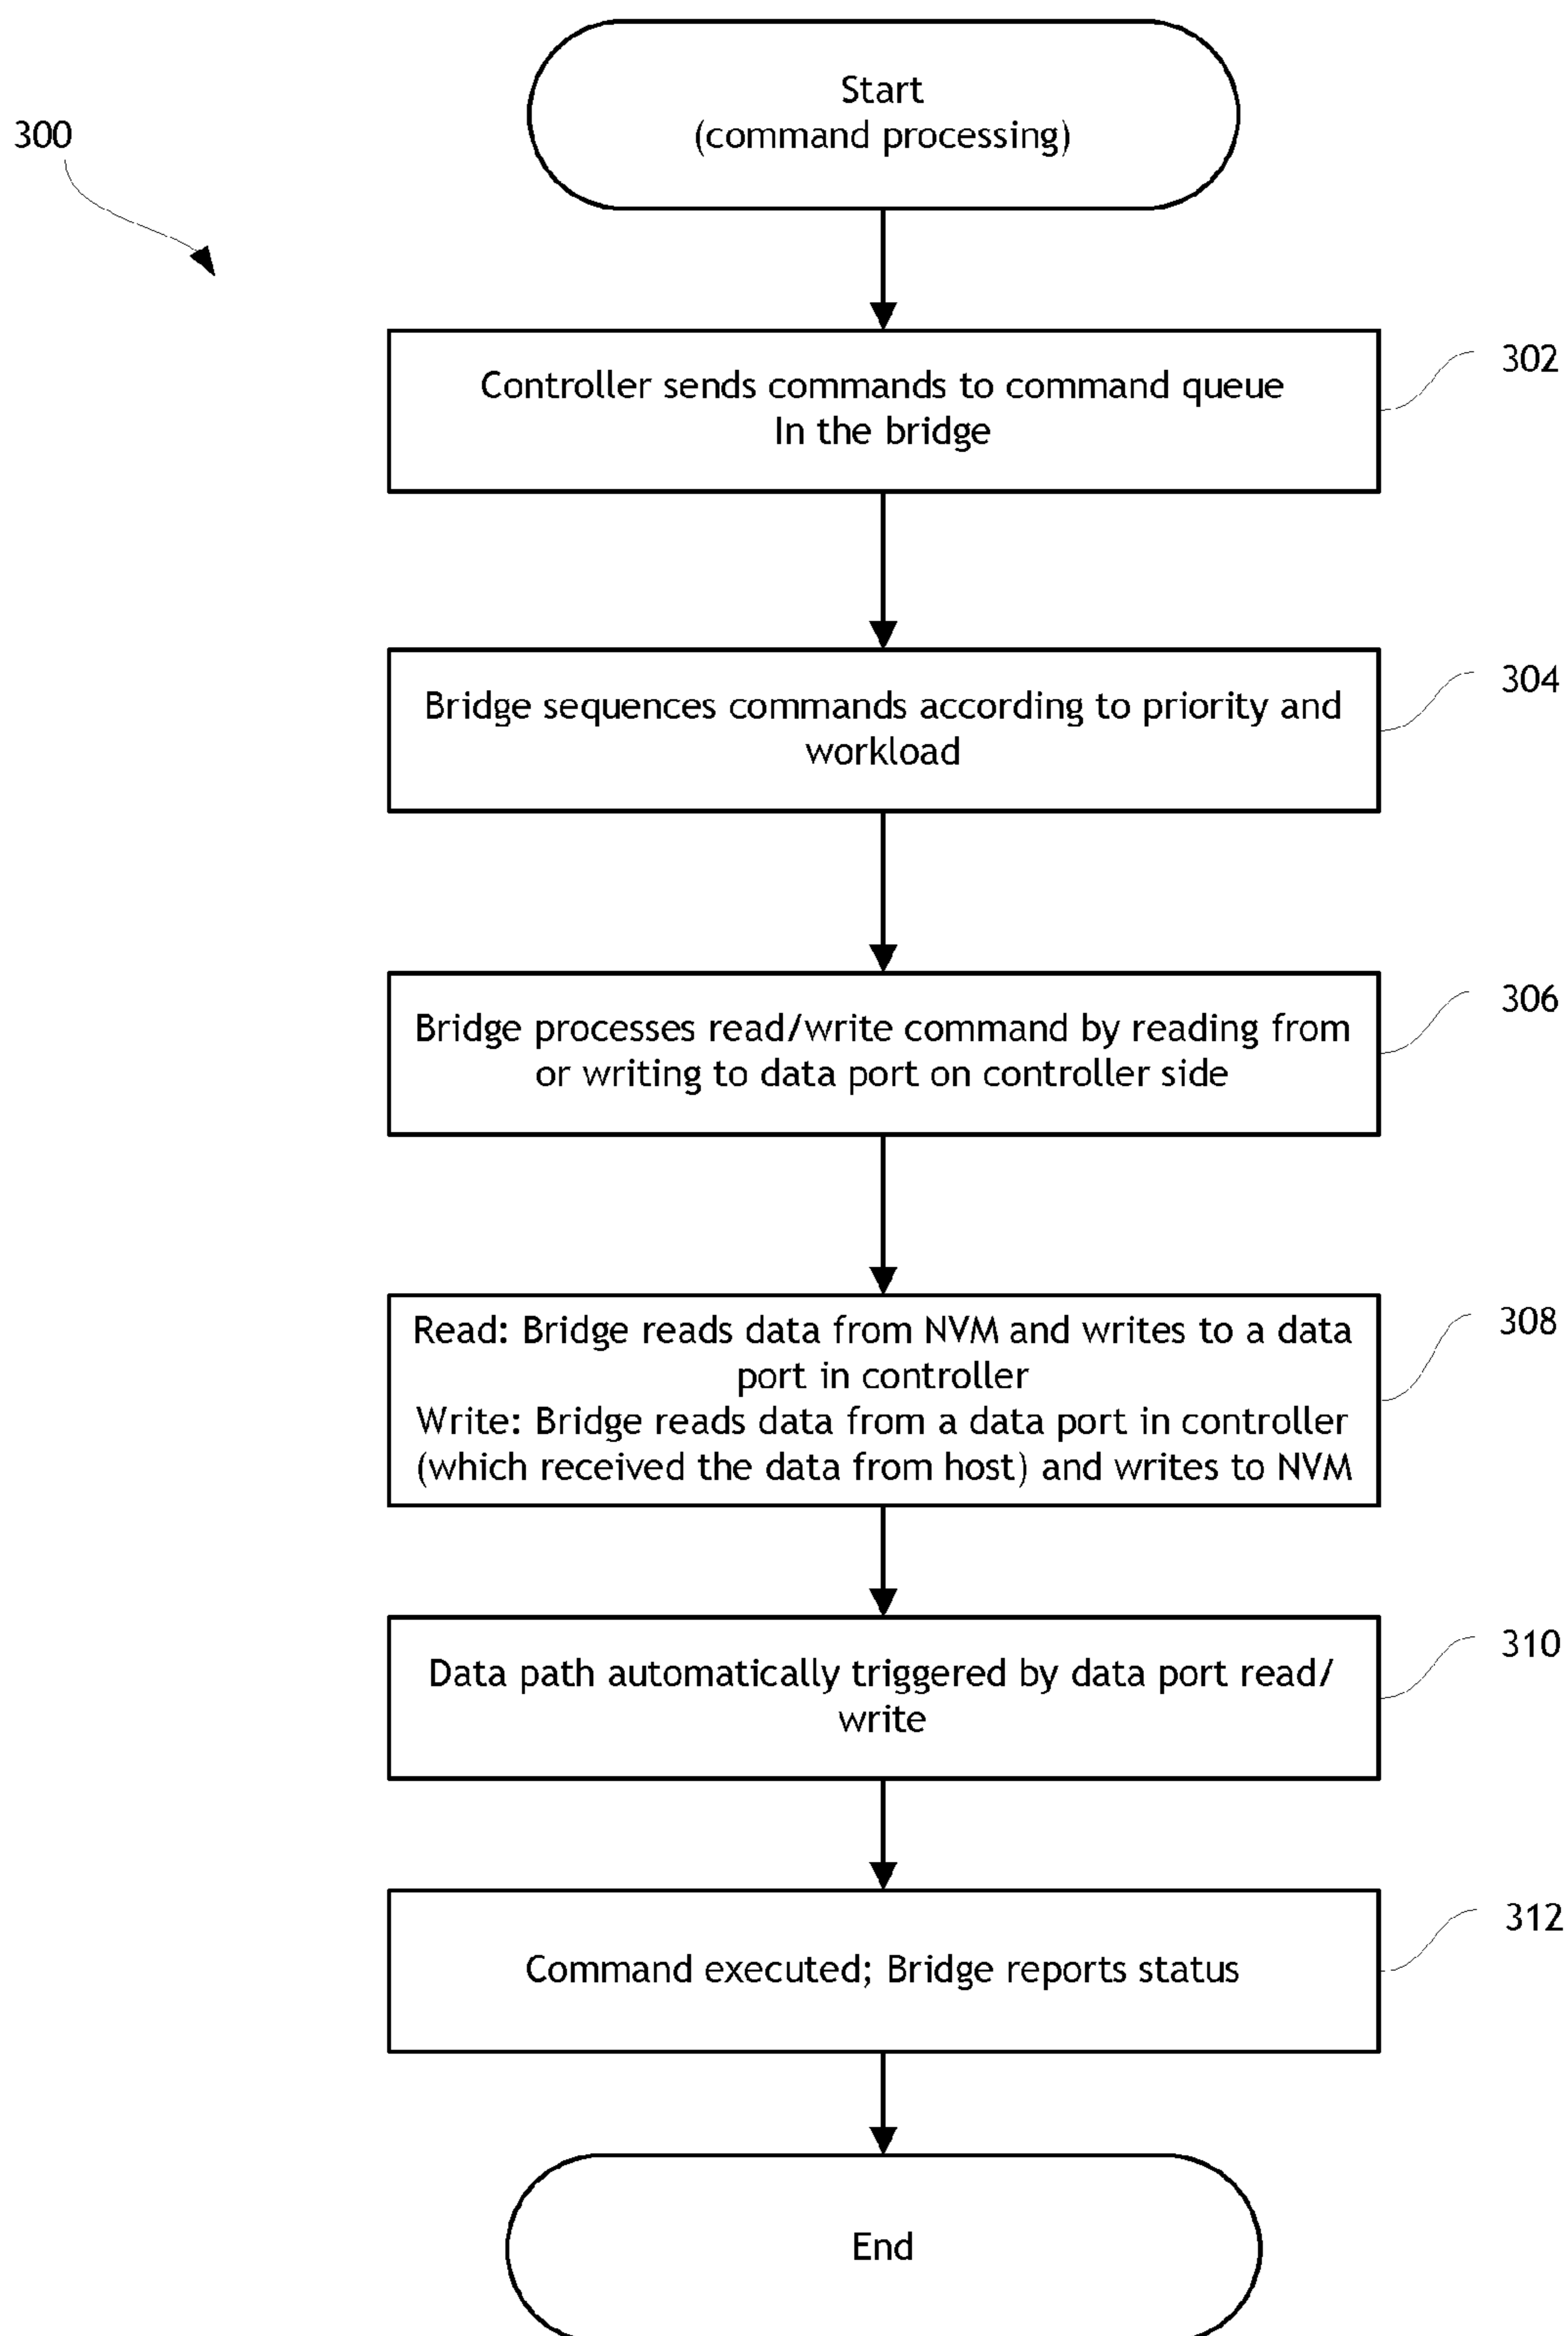 Start
(command processing)
300
Controller sends commands to command queue
In the bridge
302
Bridge sequences commands according to priority and
workload
304
Bridge processes read/write command by reading from
or writing to data port on controller side
306
Read: Bridge reads data from NVM and writes to a data
port in controller
Write: Bridge reads data from a data port in controller
(which received the data from host) and writes to NVM
308
Data path automatically triggered by data port read/
write
310
Command executed; Bridge reports status
312
End